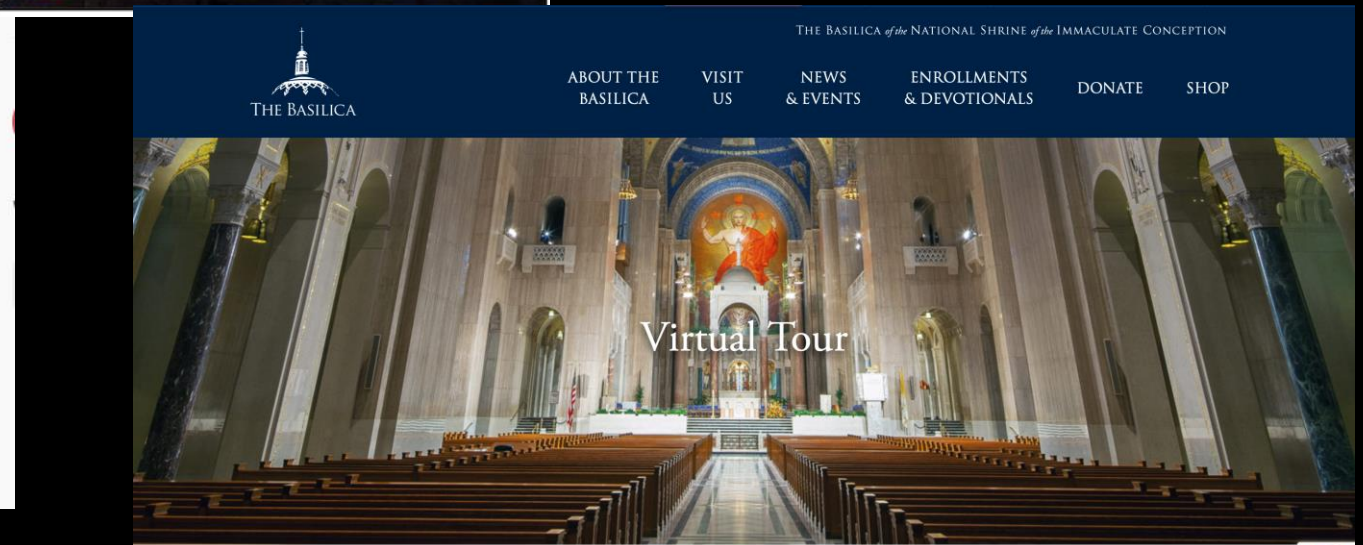 THE BASILICA of the NATIONAL SHRINE of the IMMACULATE CONCEPTION
ABOUT THE
BASILICA
VISIT
US
NEWS
& EVENTS
ENROLLMENTS
& DEVOTIONALS
DONATE
SHOP
THE BASILICA
Virtual Tour